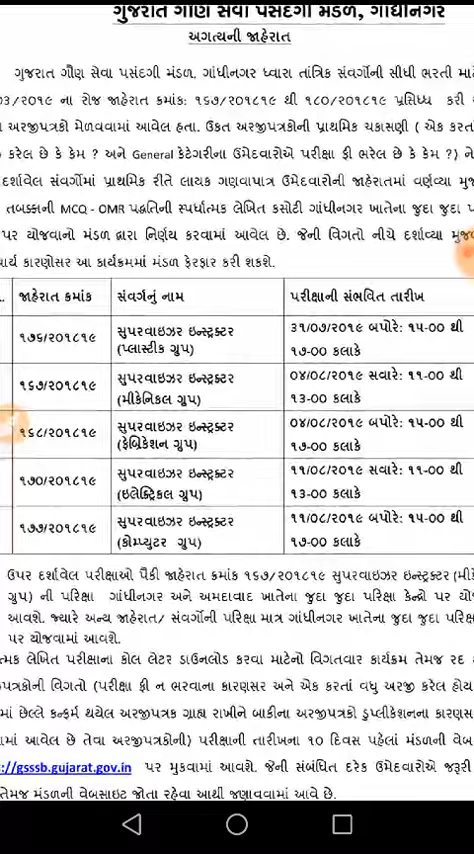 ગુજરાત ગૌણ સેવા પસંદગી મંડળ, ગાંધીનગર
અગત્યની જાહેરાત
ગુજરાત ગૌણ સેવા પસંદગી મંડળ. ગાંધીનગર ધ્વારા તાંત્રિક સંવર્ગોની સીધી ભરતી માટે
૦૩/૨૦૧૯ ના રોજ જાહેરાત ક્રમાંક: ૧૬૭/૨૦૧૮૧૯ થી ૧૮૦/૨૦૧૮૧૯ પ્રસિધ્ધ કરી
અરજીપત્રકો મેળવવામાં આવેલ હતા. ઉકત અરજીપત્રકોની પ્રાથમિક ચકાસણી ( એક કરતાં
કરેલ છે કે કેમ ? અને General કેટેગરીના ઉમેદવારોએ પરીક્ષા ફી ભરેલ છે કે કેમ ?) ને
દર્શાવેલ સંવર્ગોમાં પ્રાથમિક રીતે લાયક ગણવાપાત્ર ઉમેદવારોની જાહેરાતમાં વર્ણવ્યા મુજ
તબક્કાની MCQ - OMR પધ્ધતિની સ્પર્ધાત્મક લેખિત કસોટી ગાંધીનગર ખાતેના જુદા જુદા
પર યોજવાનો મંડળ દ્વારા નિર્ણય કરવામાં આવેલ છે. જેની વિગતો નીચે દર્શાવ્યા મુજબ
કારણોસર આ કાર્યક્રમમાં મંડળ ફેરફાર કરી શકશે.
જાહેરાત ક્રમાંક સંવર્ગનું નામ પરીક્ષાની સંભવિત તારીખ
૧૭૬/૨૦૧૮૧૯ સુપરવાઇઝર ઇન્સ્ટ્રક્ટર ૩૧/૦૭/૨૦૧૯ બપોરે: ૧૫-૦૦ થી
(પ્લાસ્ટીક ગ્રુપ) ૧૭-૦૦ કલાકે
૧૬૭/૨૦૧૮૧૯ સુપરવાઇઝર ઇન્સ્ટ્રક્ટર ૦૪/૦૮/૨૦૧૯ સવારે: ૧૧-૦૦ થી
(મીકેનિકલ ગ્રુપ) ૧૩-૦૦ કલાકે
૧૬૮/૨૦૧૮૧૯ સુપરવાઇઝર ઇન્સ્ટ્રક્ટર ૦૪/૦૮/૨૦૧૯ બપોરે: ૧૫-૦૦ થી
(ફેબ્રિકેશન ગ્રુપ) ૧૭-૦૦ કલાકે
૧૭૦/૨૦૧૮૧૯ સુપરવાઇઝર ઇન્સ્ટ્રક્ટર ૧૧/૦૮/૨૦૧૯ સવારે: ૧૧-૦૦ થી
(ઇલેક્ટ્રિકલ ગ્રુપ) ૧૩-૦૦ કલાકે
૧૭૭/૨૦૧૮૧૯ સુપરવાઇઝર ઇન્સ્ટ્રક્ટર ૧૧/૦૮/૨૦૧૯ બપોરે: ૧૫-૦૦ થી
(કોમ્પ્યુટર ગ્રુપ) ૧૭-૦૦ કલાકે
ઉપર દર્શાવેલ પરીક્ષાઓ પૈકી જાહેરાત ક્રમાંક ૧૬૭/૨૦૧૮૧૯ સુપરવાઇઝર ઇન્સ્ટ્રક્ટર (મીકે
ગ્રુપ) ની પરિક્ષા ગાંધીનગર અને અમદાવાદ ખાતેના જુદા જુદા પરિક્ષા કેન્દ્રો પર યોજ
આવશે. જ્યારે અન્ય જાહેરાત/ સંવર્ગોની પરિક્ષા માત્ર ગાંધીનગર ખાતેના જુદા જુદા પરિક્ષા
પર યોજવામાં આવશે.
લેખિત પરીક્ષાના કોલ લેટર ડાઉનલોડ કરવા માટેનો વિગતવાર કાર્યક્રમ તેમજ રદ
પત્રકોની વિગતો (પરીક્ષા ફી ન ભરવાના કારણસર અને એક કરતાં વધુ અરજી કરેલ હોય
માં છેલ્લે કન્ફર્મ થયેલ અરજીપત્રક ગ્રાહ્ય રાખીને બાકીના અરજીપત્રકો ડુપ્લીકેશનના કારણસ
આવેલ છે તેવા અરજીપત્રકોની) પરીક્ષાની તારીખના ૧૦ દિવસ પહેલાં મંડળની વેબ
://gsssb.gujarat.gov.in પર મુકવામાં આવશે. જેની સંબંધિત દરેક ઉમેદવારોએ જરૂરી
તેમજ મંડળની વેબસાઇટ જોતા રહેવા આથી જણાવવામાં આવે છે.